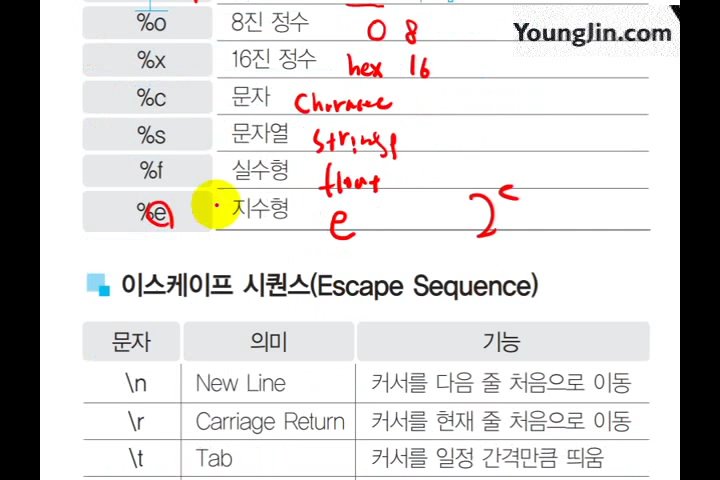 YoungJin.com
%o 8진 정수 0 8
%x 16진 정수 hex 16
%c 문자
%s 문자열 string
%f 실수형 float
%e 지수형 e
이스케이프 시퀀스(Escape Sequence)
문자 의미 기능
\n New Line 커서를 다음 줄 처음으로 이동
\r Carriage Return 커서를 현재 줄 처음으로 이동
\t Tab 커서를 일정 간격만큼 띄움